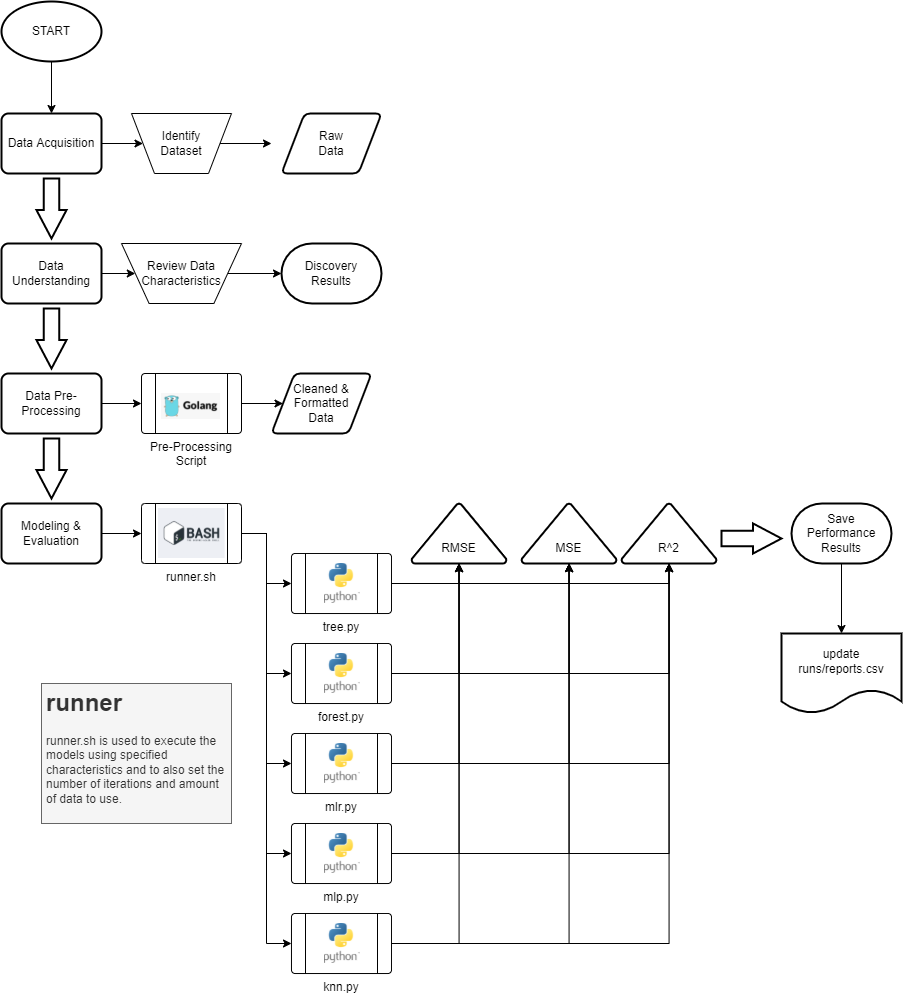 START
Data Acquisition
Identify
Dataset
Raw
Data
Data
Understanding
Review Data
Characteristics
Discovery
Results
Data Pre-
Processing
Golang
Pre-Processing
Script
Cleaned &
Formatted
Data
Modeling &
Evaluation
BASH
runner.sh
RMSE
MSE
R^2
Save
Performance
Results
update
runs/reports.csv
python
tree.py
python
forest.py
python
mlr.py
python
mlp.py
python
knn.py
runner
runner.sh is used to execute the
models using specified
characteristics and to also set the
number of iterations and amount
of data to use.